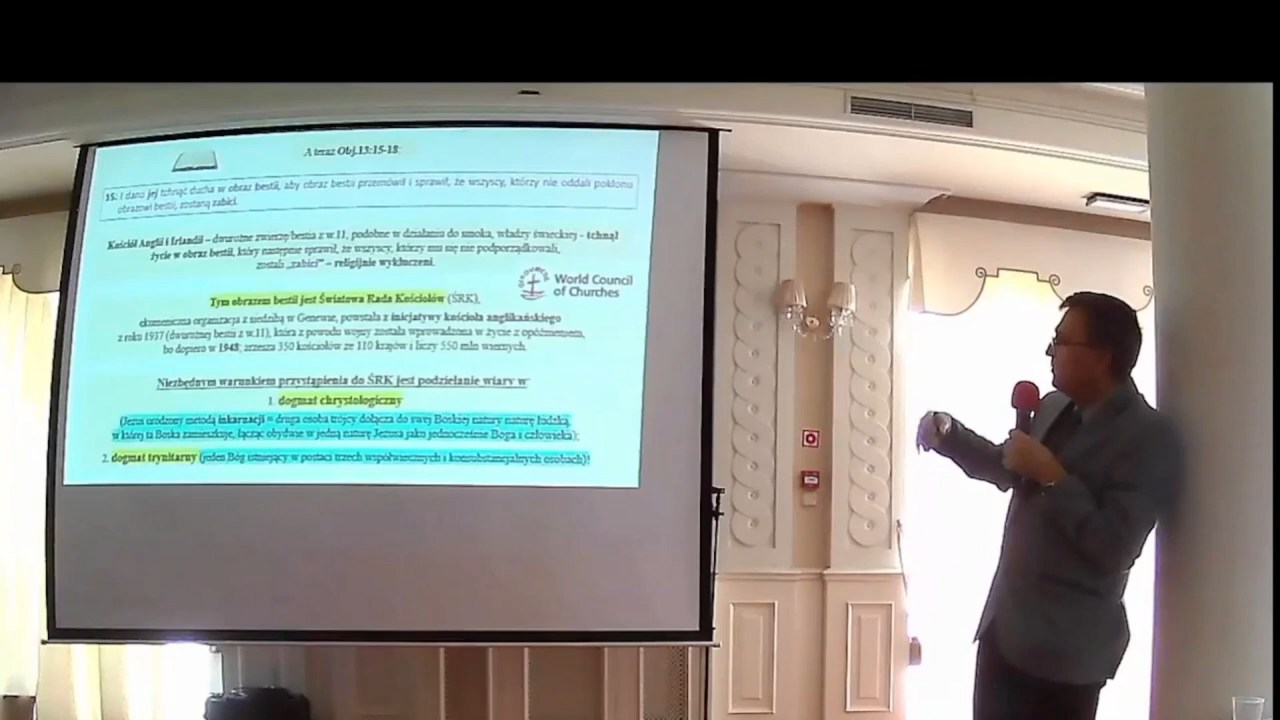 A teraz Obj.13:15-18:
15: I dano jej tchnąć ducha w obraz bestii, aby obraz bestii przemówił i sprawił, że wszyscy, którzy nie oddali pokłonu
obrazowi bestii, zostaną zabici.
Kościół Anglii i Irlandii – dwurożne zwierzę/bestia z w.11, podobne w działaniu do smoka, władzy świeckiej – tchnął
życie w obraz bestii, który następnie sprawił, że wszyscy, którzy mu się nie podporządkowali,
zostali „zabici” – religijnie wykluczeni.
World Council
of Churches
Tym obrazem bestii jest Światowa Rada Kościołów (ŚRK),
ekumeniczna organizacja z siedzibą w Genewie, powstała z inicjatywy kościoła anglikańskiego
z roku 1937 (dwurożnej bestii z w.11), która z powodu wojny została wprowadzona w życie z opóźnieniem,
bo dopiero w 1948; zrzesza 350 kościołów ze 110 krajów i liczy 550 mln wiernych.
Niezbędnym warunkiem przystąpienia do ŚRK jest podzielanie wiary w
1. dogmat chrystologiczny
(Jezus urodzony metodą inkarnacji = druga osoba trójcy dołącza do swej Boskiej natury naturę ludzką,
w której ta Boska zamieszkuje, łącząc obydwie w jedną naturę Jezusa jako jednocześnie Boga i człowieka);
2. dogmat trynitarny (jeden Bóg istniejący w postaci trzech współwiecznych i konsubstancjalnych osobach)!